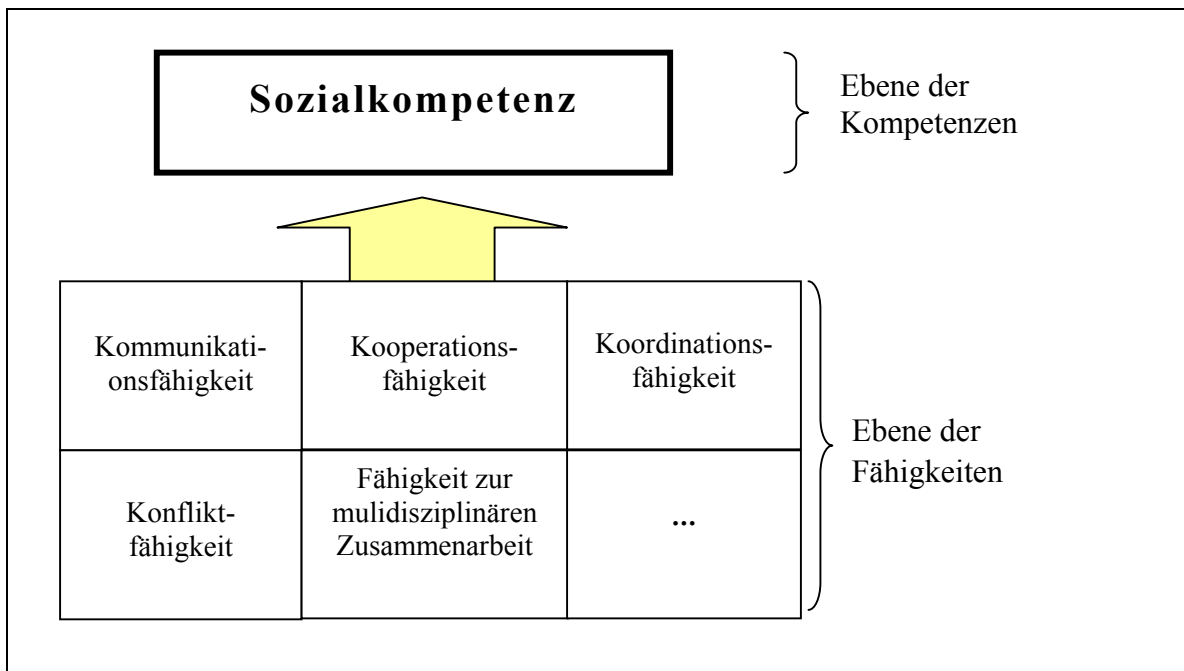 Sozialkompetenz
Ebene der
Kompetenzen
Kommunikati-
onsfähigkeit
Kooperations-
fähigkeit
Koordinations-
fähigkeit
Konflikt-
fähigkeit
Fähigkeit zur
mulidisziplinären
Zusammenarbeit
...
Ebene der
Fähigkeiten